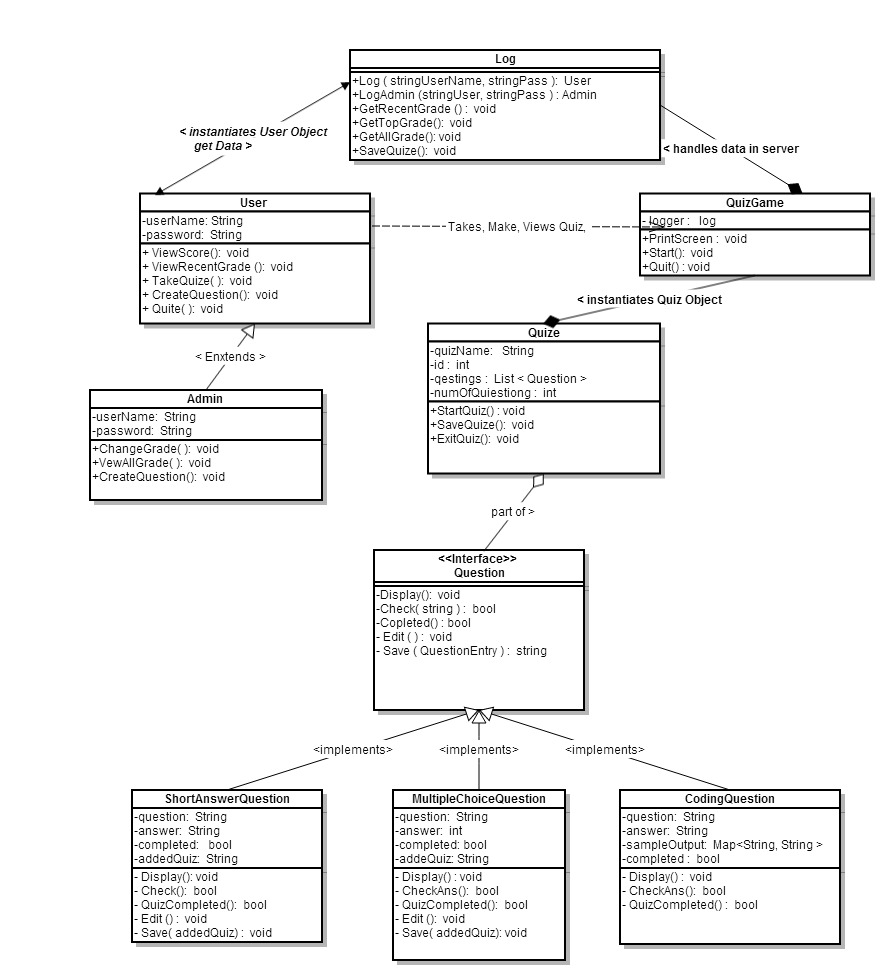 Log
+Log ( stringUserName, stringPass ): User
+LogAdmin (stringUser, stringPass ) : Admin
+GetRecentGrade () : void
+GetTopGrade(): void
+GetAllGrade(): void
+SaveQuize(): void
< instantiates User Object
get Data >
< handles data in server
User
-userName: String
-password: String
+ ViewScore(): void
+ ViewRecentGrade (): void
+ TakeQuize( ): void
+ CreateQuestion(): void
+ Quite( ): void
Takes, Make, Views Quiz,
QuizGame
- logger : log
+PrintScreen : void
+Start(): void
+Quit() : void
< instantiates Quiz Object
< Enxtends >
Quize
-quizName: String
-id : int
-qestings : List < Question >
-numOfQuiestiong : int
+StartQuiz() : void
+SaveQuize(): void
+ExitQuiz(): void
Admin
-userName: String
-password: String
+ChangeGrade( ): void
+VewAllGrade( ): void
+CreateQuestion(): void
part of >
<<Interface>>
Question
-Display(): void
-Check( string ) : bool
-Copleted() : bool
- Edit ( ) : void
- Save ( QuestionEntry ) : string
<implements>
<implements>
<implements>
ShortAnswerQuestion
-question: String
-answer: String
-completed: bool
-addedQuiz: String
- Display(): void
- Check(): bool
- QuizCompleted(): bool
- Edit () : void
- Save( addedQuiz) : void
MultipleChoiceQuestion
-question: String
-answer: int
-completed: bool
-addeQuiz: String
- Display() : void
- CheckAns() : bool
- QuizCompleted(): bool
- Edit (): void
- Save( addedQuiz): void
CodingQuestion
-question: String
-answer: String
-sampleOutput: Map<String, String >
-completed : bool
- Display() : void
- CheckAns(): bool
- QuizCompleted() : bool